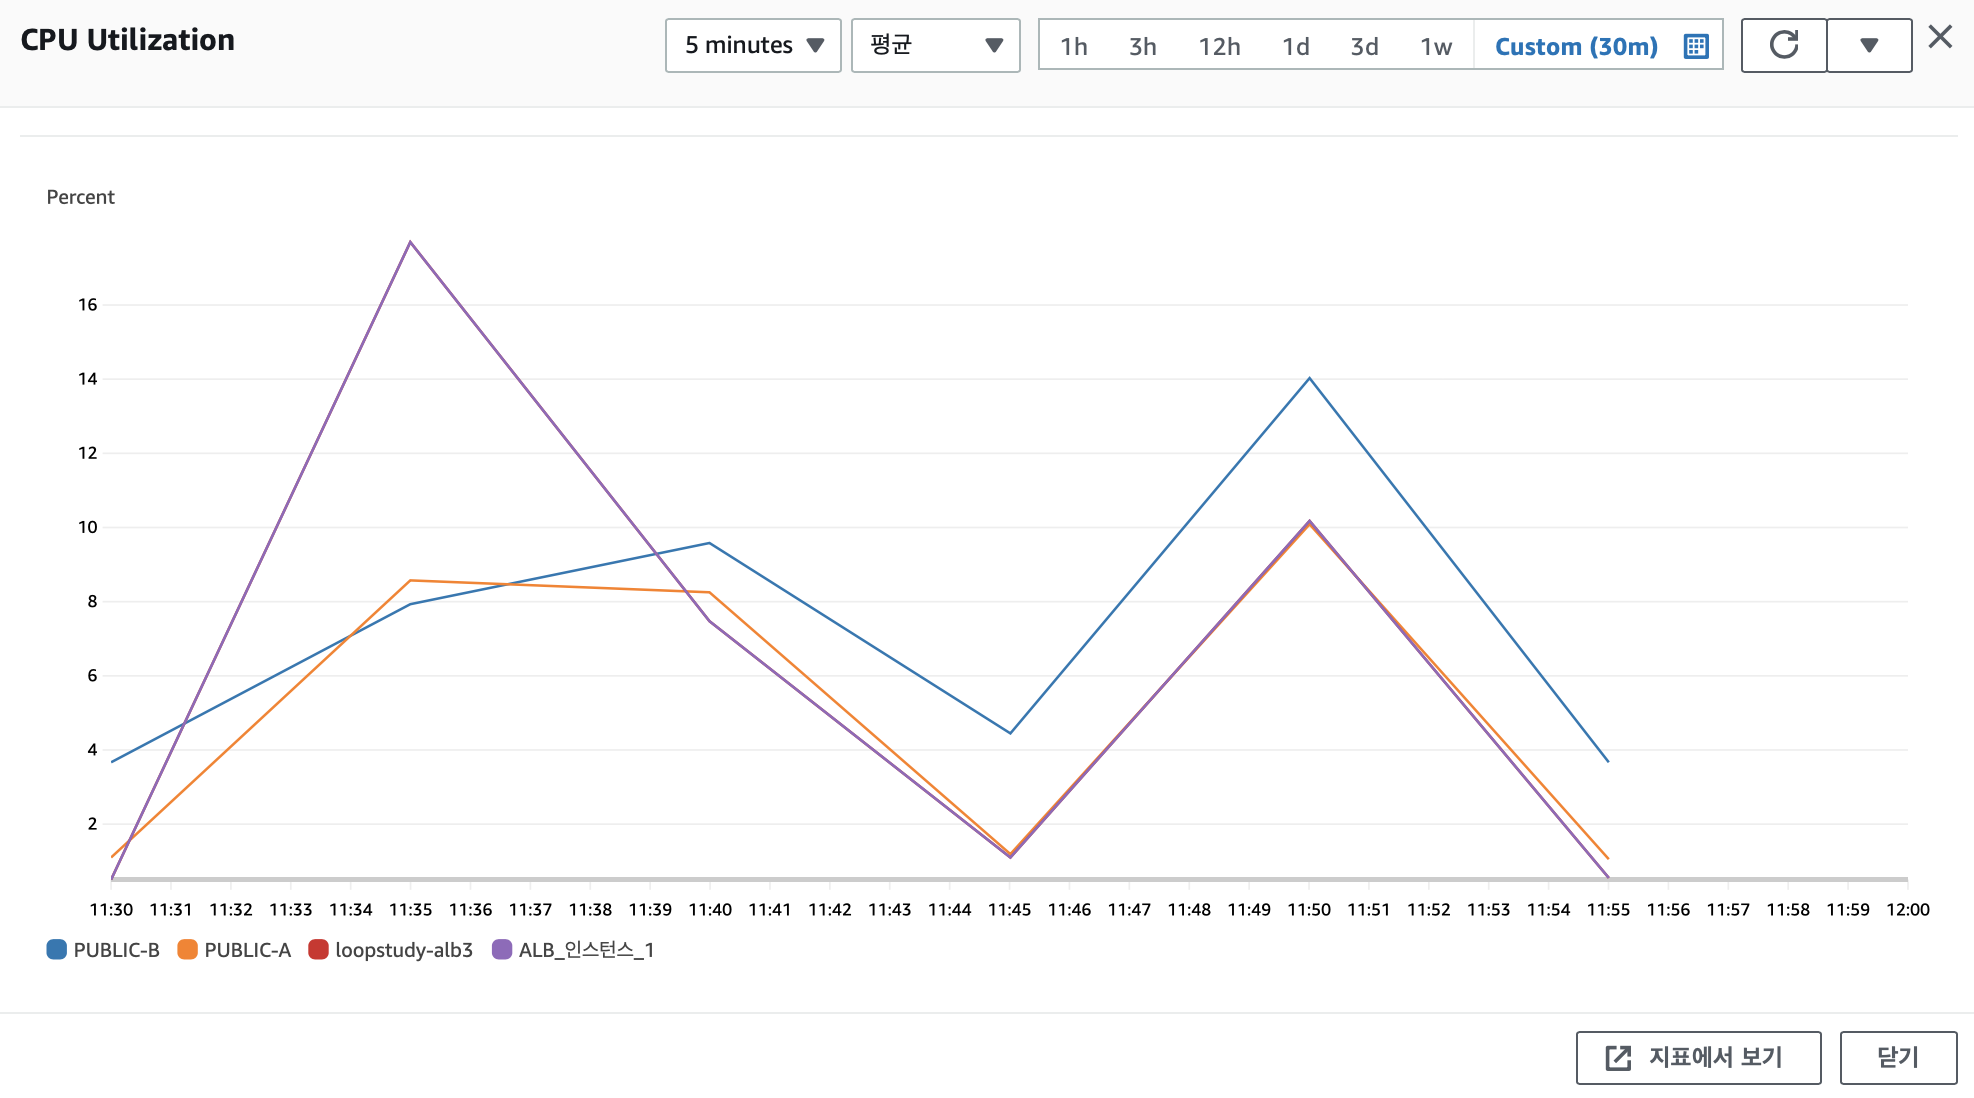 CPU Utilization
5 minutes 평균 1h 3h 12h 1d 3d 1w Custom (30m)
Percent
16
14
12
10
8
6
4
2
11:30 11:31 11:32 11:33 11:34 11:35 11:36 11:37 11:38 11:39 11:40 11:41 11:42 11:43 11:44 11:45 11:46 11:47 11:48 11:49 11:50 11:51 11:52 11:53 11:54 11:55 11:56 11:57 11:58 11:59 12:00
PUBLIC-B PUBLIC-A loopstudy-alb3 ALB_인스턴스_1
지표에서 보기 닫기